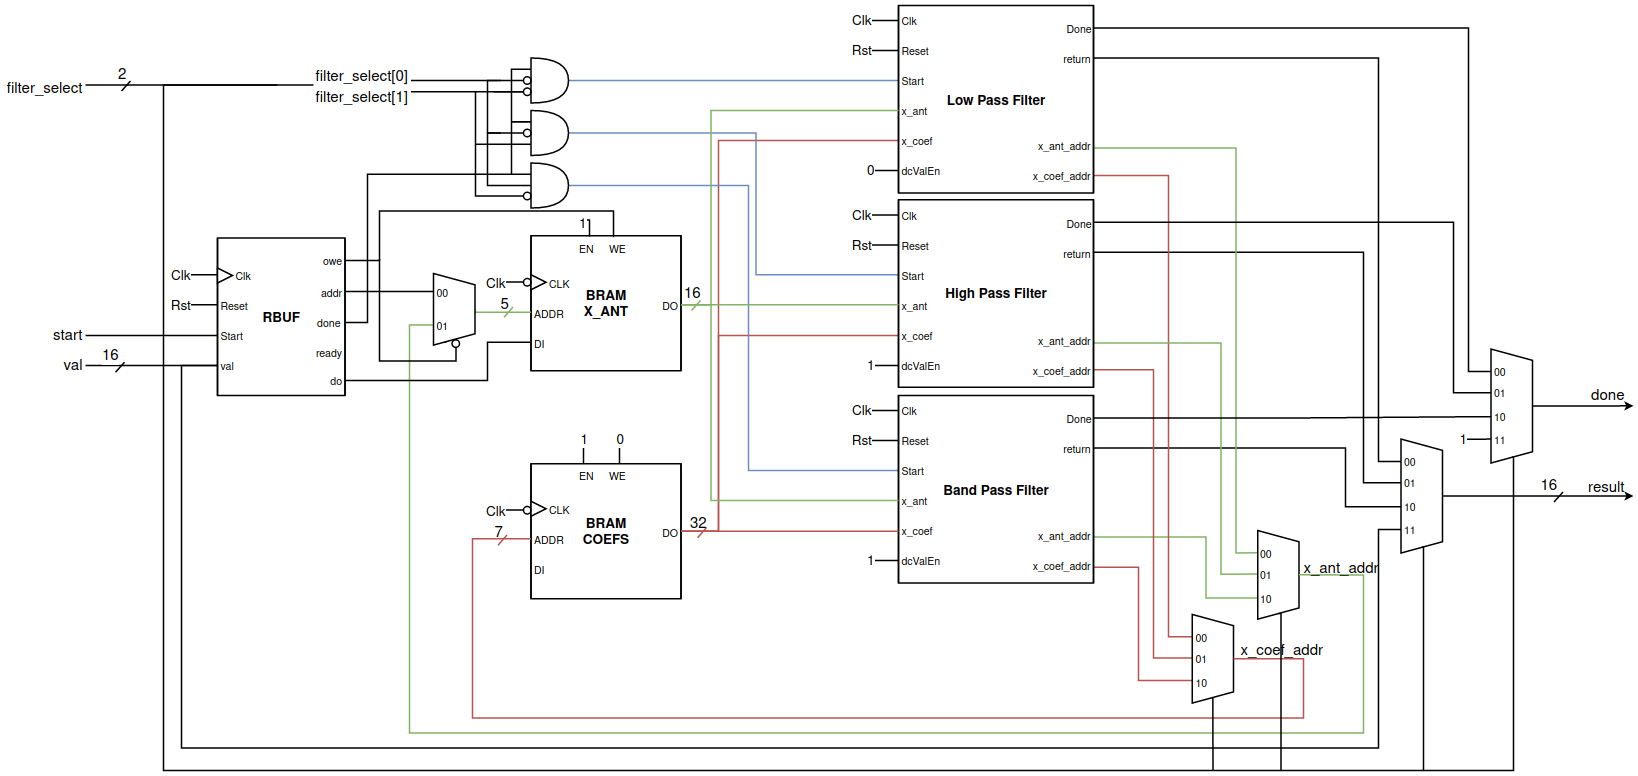 filter_select
2
filter_select[0]
filter_select[1]
start
val
16
Clk
Rst
Clk
Reset
Start
val
RBUF
owe
addr
done
ready
do
00
01
5
1
EN WE
Clk
CLK
ADDR
DI
BRAM
X_ANT
DO
16
1 0
EN WE
Clk
CLK
7
ADDR
DI
BRAM
COEFS
DO
32
Clk
Rst
0
Clk
Reset
Start
x_ant
x_coef
dcValEn
Low Pass Filter
Done
return
x_ant_addr
x_coef_addr
Clk
Rst
1
Clk
Reset
Start
x_ant
x_coef
dcValEn
High Pass Filter
Done
return
x_ant_addr
x_coef_addr
Clk
Rst
1
Clk
Reset
Start
x_ant
x_coef
dcValEn
Band Pass Filter
Done
return
x_ant_addr
x_coef_addr
00
01
10
1
11
done
00
01
10
11
16
result
00
01
10
x_ant_addr
00
01
10
x_coef_addr